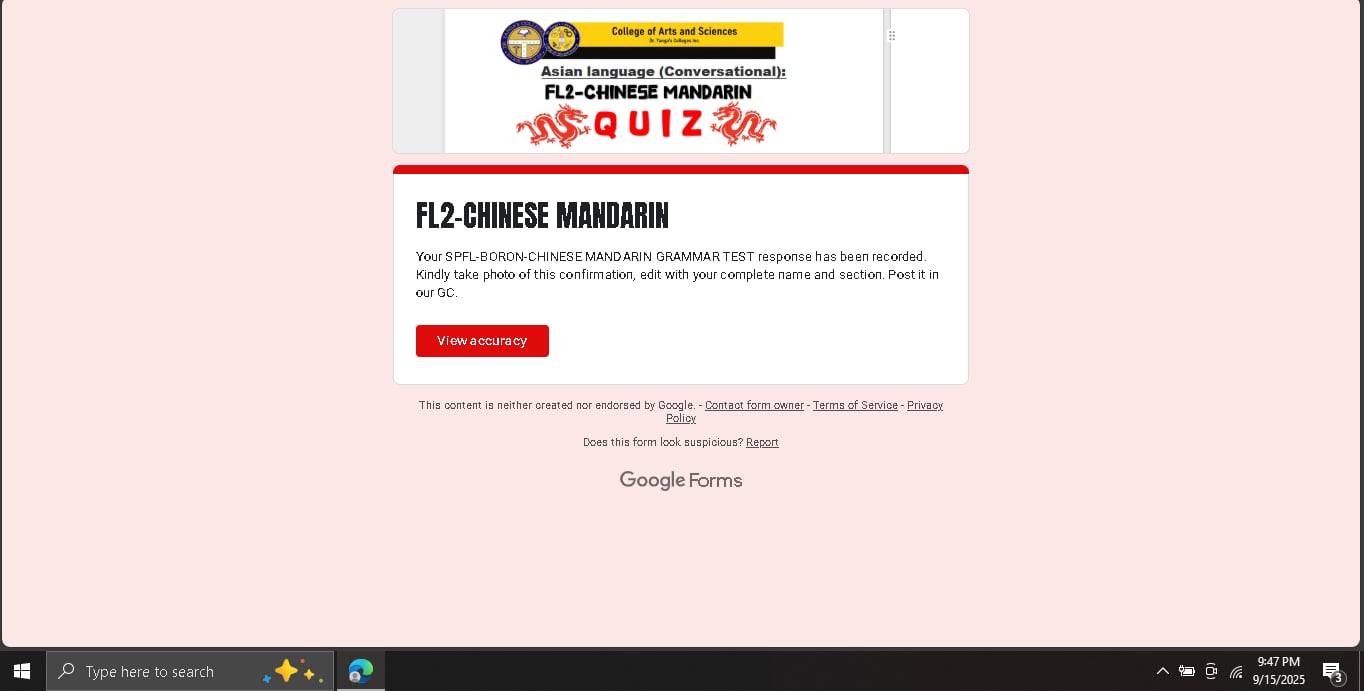 College of Arts and Sciences
Dr. Yanga's Colleges Inc.
Asian language (Conversational):
FL2-CHINESE MANDARIN
QUIZ
FL2-CHINESE MANDARIN
Your SPFL-BORON-CHINESE MANDARIN GRAMMAR TEST response has been recorded.
Kindly take photo of this confirmation, edit with your complete name and section. Post it in
our GC.
View accuracy
This content is neither created nor endorsed by Google. - Contact form owner - Terms of Service - Privacy
Policy
Does this form look suspicious? Report
Google Forms
Type here to search
9:47 PM
9/15/2025
3